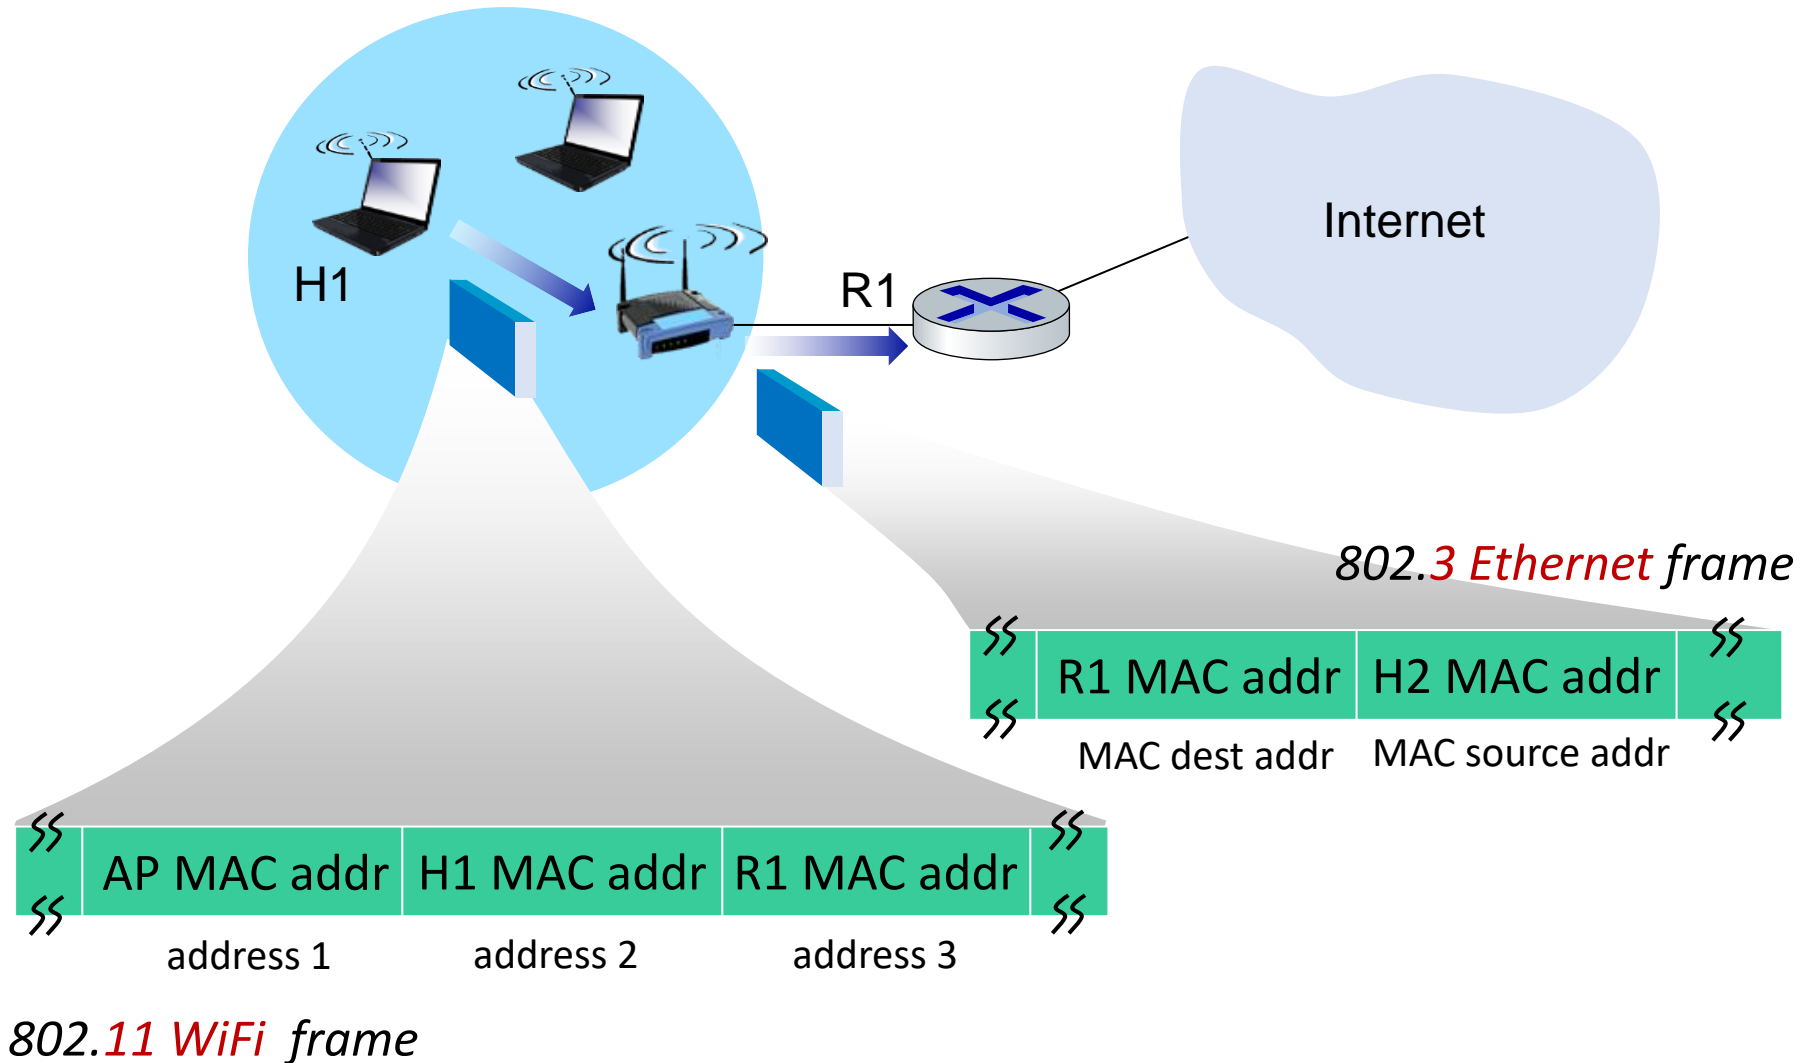 Internet
H1
R1
802.3 Ethernet frame
R1 MAC addr H2 MAC addr
MAC dest addr MAC source addr
AP MAC addr H1 MAC addr R1 MAC addr
address 1 address 2 address 3
802.11 WiFi frame